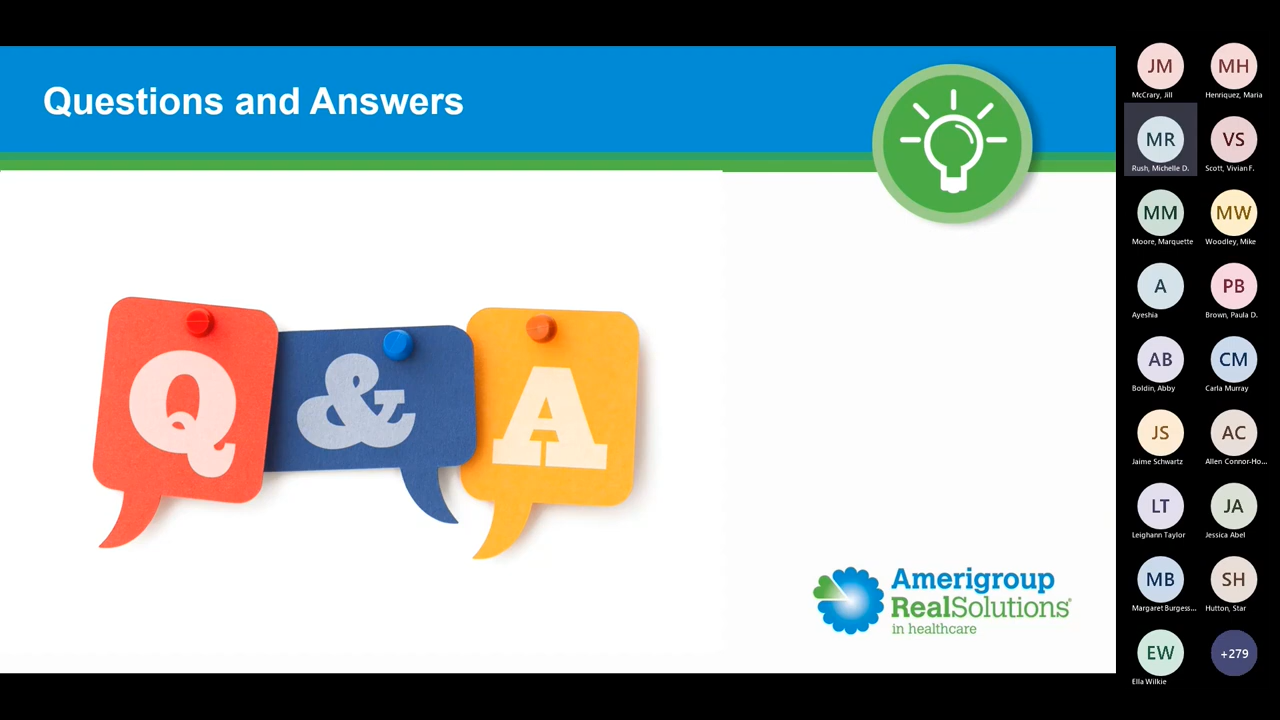 Questions and Answers
Q & A
Amerigroup
RealSolutions®
in healthcare
JM
McCrary, Jill
MH
Henriquez, Maria
MR
Rush, Michelle D.
VS
Scott, Vivian F.
MM
Moore, Marquette
MW
Woodley, Mike
A
Ayeshia
PB
Brown, Paula D.
AB
Boldin, Abby
CM
Carla Murray
JS
Jaime Schwartz
AC
Allen Connor-Ho...
LT
Leighann Taylor
JA
Jessica Abel
MB
Margaret Burgess...
SH
Hutton, Star
EW
Ella Wilkie
+279